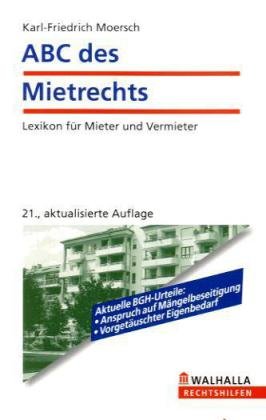 Karl-Friedrich Moersch
ABC des
Mietrechts
Lexikon für Mieter und Vermieter
21., aktualisierte Auflage
Aktuelle BGH-Urteile:
• Anspruch auf Mängelbeseitigung
• Vorgetäuschter Eigenbedarf
WALHALLA
RECHTSHILFEN